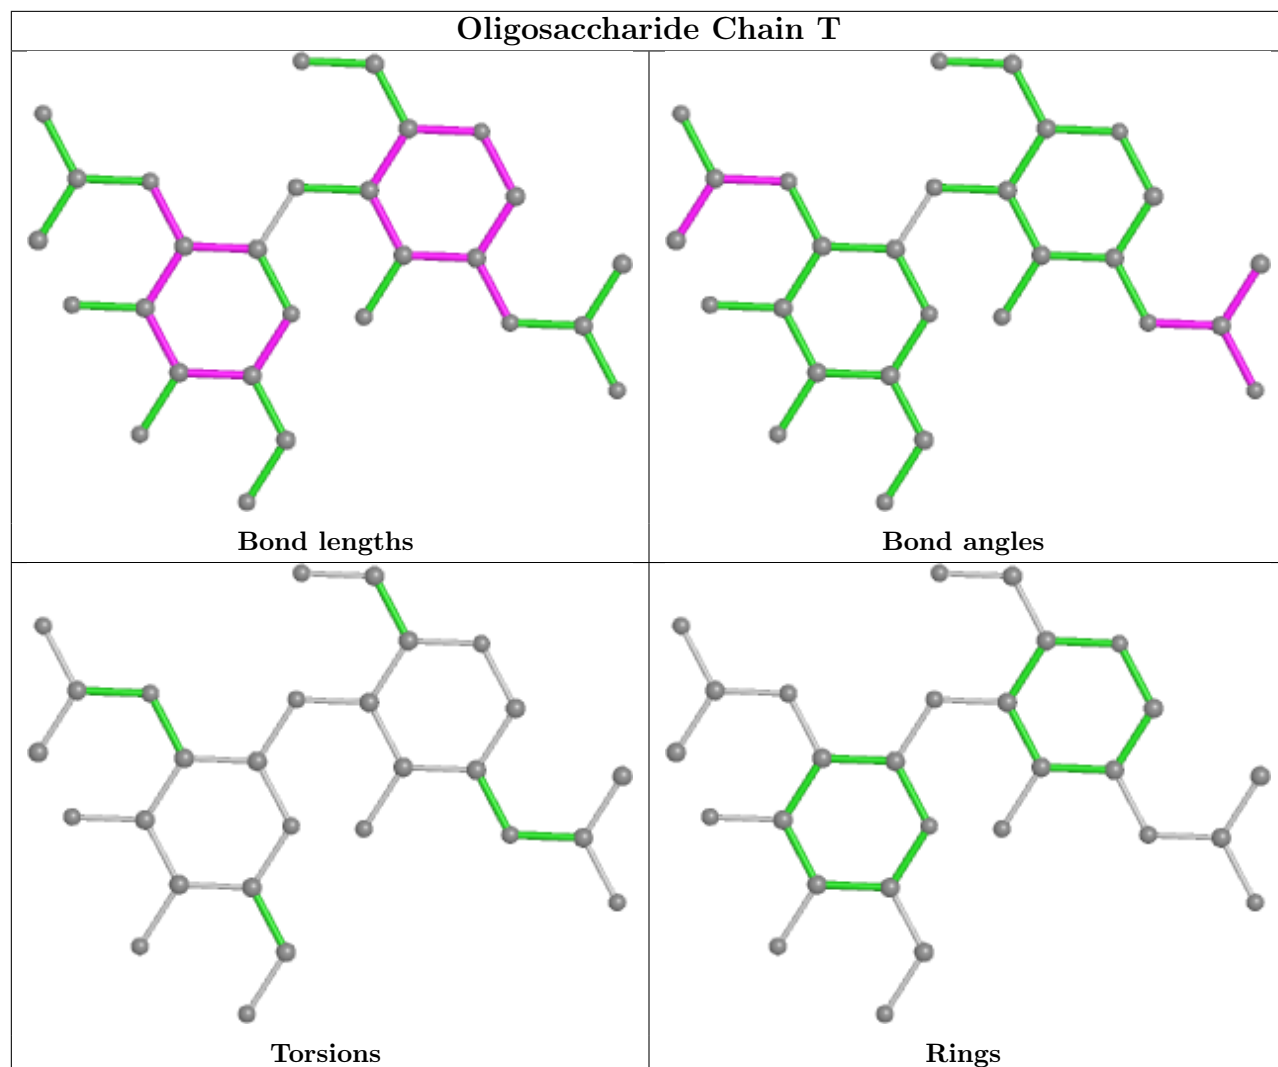 Oligosaccharide Chain T
Bond lengths
Bond angles
Torsions
Rings